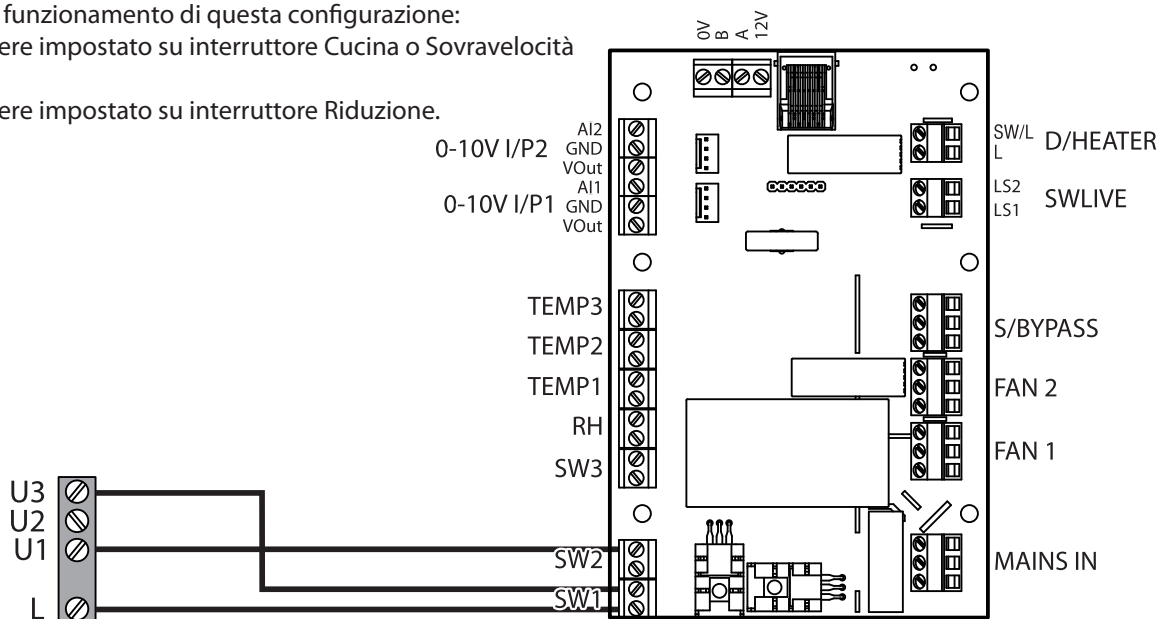 funzionamento di questa configurazione:
ere impostato su interruttore Cucina o Sovravelocità
ere impostato su interruttore Riduzione.
0V
B
A
12V
AI2
0-10V I/P2 GND
VOut
AI1
0-10V I/P1 GND
VOut
SW/L
L
D/HEATER
LS2
LS1
SWLIVE
TEMP3
TEMP2
TEMP1
RH
SW3
S/BYPASS
FAN 2
FAN 1
U3
U2
U1
L
SW2
SW1
MAINS IN